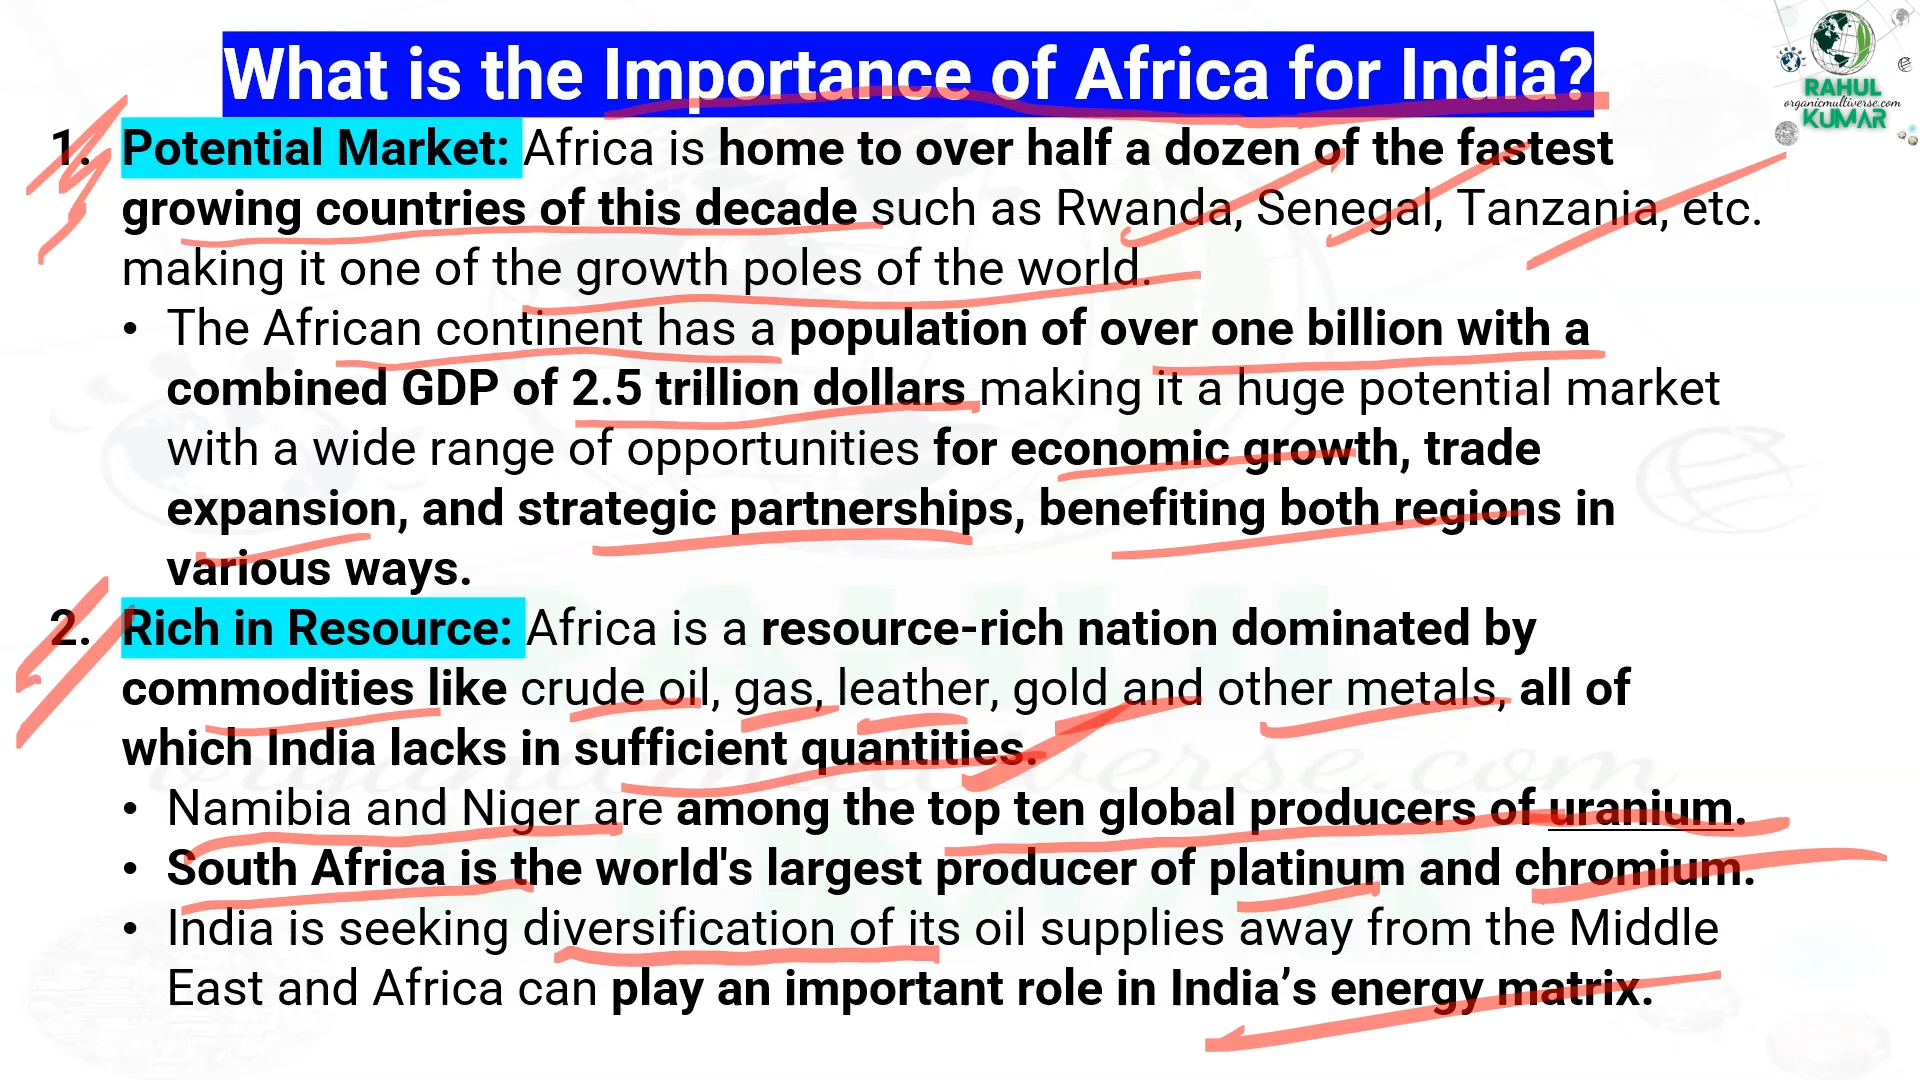 What is the Importance of Africa for India?
RAHUL
organicmultiverse.com
KUMAR
1. Potential Market: Africa is home to over half a dozen of the fastest
growing countries of this decade such as Rwanda, Senegal, Tanzania, etc.
making it one of the growth poles of the world.
• The African continent has a population of over one billion with a
combined GDP of 2.5 trillion dollars making it a huge potential market
with a wide range of opportunities for economic growth, trade
expansion, and strategic partnerships, benefiting both regions in
various ways.
2. Rich in Resource: Africa is a resource-rich nation dominated by
commodities like crude oil, gas, leather, gold and other metals, all of
which India lacks in sufficient quantities.
• Namibia and Niger are among the top ten global producers of uranium.
• South Africa is the world's largest producer of platinum and chromium.
• India is seeking diversification of its oil supplies away from the Middle
East and Africa can play an important role in India’s energy matrix.
RAHUL
organicmultiverse.com
KUMAR